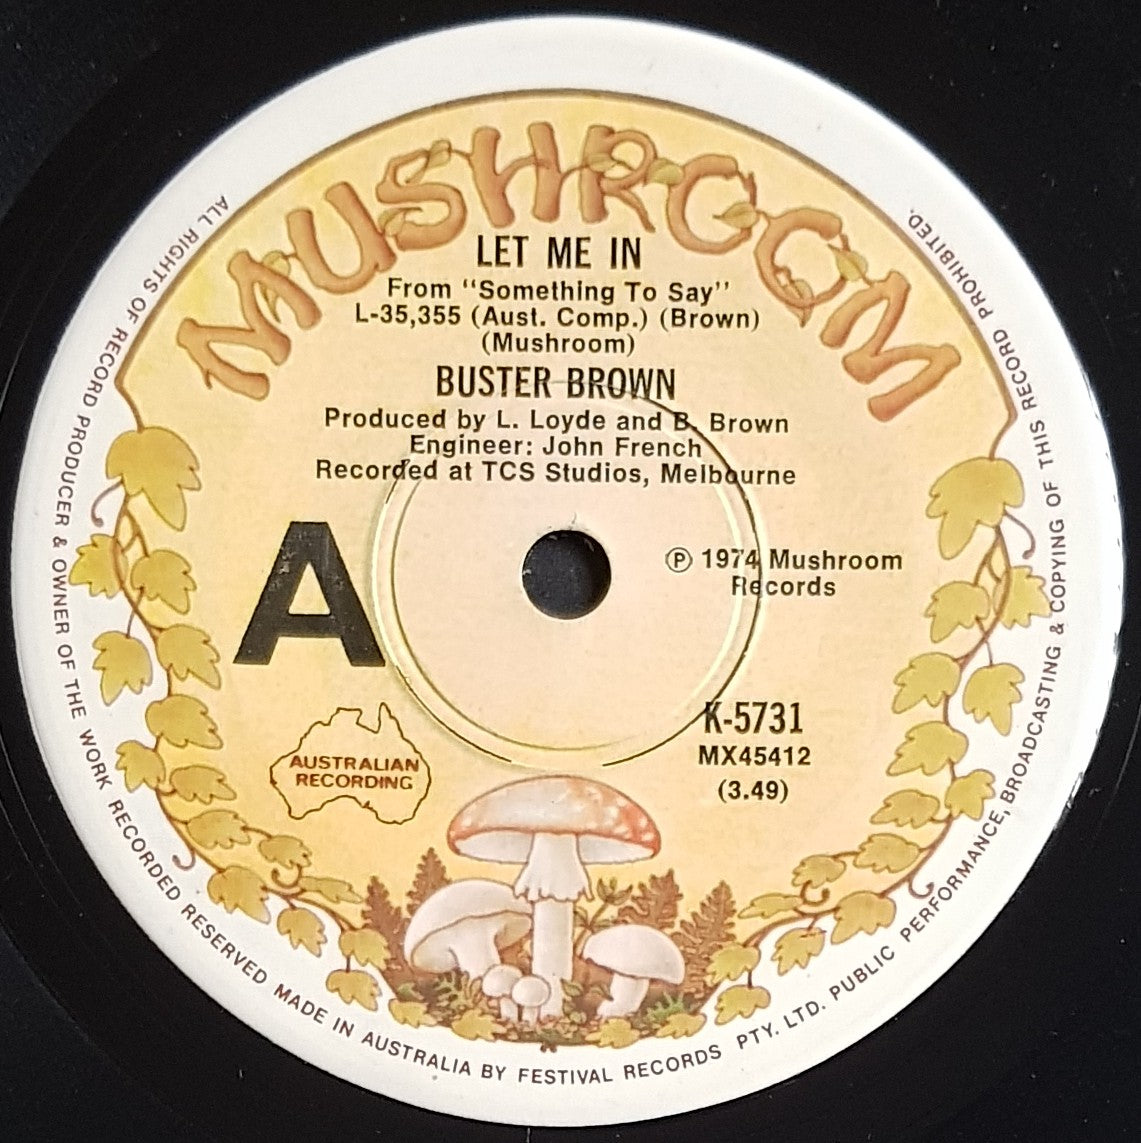 MUSHROOM
LET ME IN
From "Something To Say"
L-35,355 (Aust. Comp.) (Brown)
(Mushroom)
BUSTER BROWN
Produced by L. Loyde and B. Brown
Engineer: John French
Recorded at TCS Studios, Melbourne
A
Ⓟ 1974 Mushroom
Records
K-5731
MX45412
(3.49)
AUSTRALIAN
RECORDING
ALL RIGHTS OF RECORD PRODUCER & OWNER OF THE WORK RECORDED RESERVED MADE IN AUSTRALIA BY FESTIVAL RECORDS PTY. LTD. PUBLIC PERFORMANCE, BROADCASTING & COPYING OF THIS RECORD PROHIBITED.